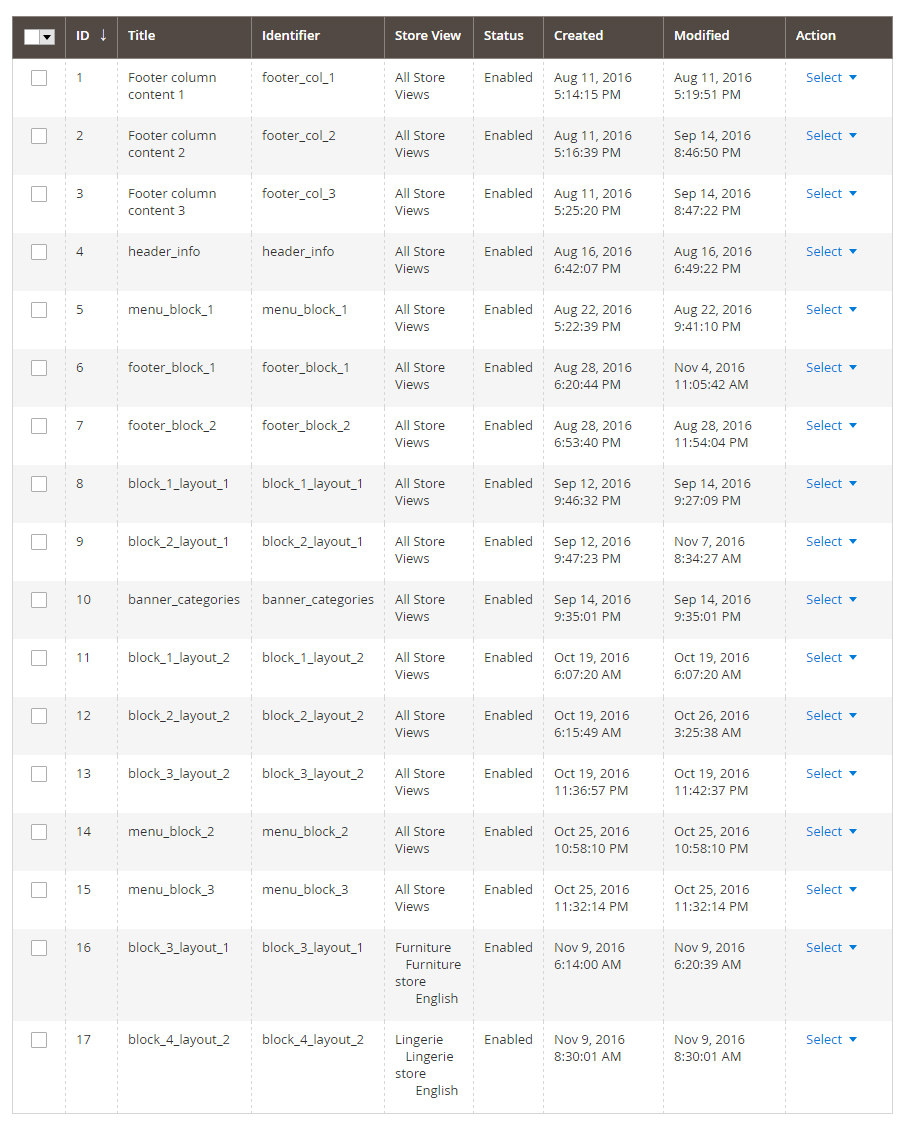 ID ↓ Title Identifier Store View Status Created Modified Action
1 Footer column footer_col_1 All Store Enabled Aug 11, 2016 Aug 11, 2016 Select
content 1 Views 5:14:15 PM 5:19:51 PM
2 Footer column footer_col_2 All Store Enabled Aug 11, 2016 Sep 14, 2016 Select
content 2 Views 5:16:39 PM 8:46:50 PM
3 Footer column footer_col_3 All Store Enabled Aug 11, 2016 Sep 14, 2016 Select
content 3 Views 5:25:20 PM 8:47:22 PM
4 header_info header_info All Store Enabled Aug 16, 2016 Aug 16, 2016 Select
Views 6:42:07 PM 6:49:22 PM
5 menu_block_1 menu_block_1 All Store Enabled Aug 22, 2016 Aug 22, 2016 Select
Views 5:22:39 PM 9:41:10 PM
6 footer_block_1 footer_block_1 All Store Enabled Aug 28, 2016 Nov 4, 2016 Select
Views 6:20:44 PM 11:05:42 AM
7 footer_block_2 footer_block_2 All Store Enabled Aug 28, 2016 Aug 28, 2016 Select
Views 6:53:40 PM 11:54:04 PM
8 block_1_layout_1 block_1_layout_1 All Store Enabled Sep 12, 2016 Sep 14, 2016 Select
Views 9:46:32 PM 9:27:09 PM
9 block_2_layout_1 block_2_layout_1 All Store Enabled Sep 12, 2016 Nov 7, 2016 Select
Views 9:47:23 PM 8:34:27 AM
10 banner_categories banner_categories All Store Enabled Sep 14, 2016 Sep 14, 2016 Select
Views 9:35:01 PM 9:35:01 PM
11 block_1_layout_2 block_1_layout_2 All Store Enabled Oct 19, 2016 Oct 19, 2016 Select
Views 6:07:20 AM 6:07:20 AM
12 block_2_layout_2 block_2_layout_2 All Store Enabled Oct 19, 2016 Oct 26, 2016 Select
Views 6:15:49 AM 3:25:38 AM
13 block_3_layout_2 block_3_layout_2 All Store Enabled Oct 19, 2016 Oct 19, 2016 Select
Views 11:36:57 PM 11:42:37 PM
14 menu_block_2 menu_block_2 All Store Enabled Oct 25, 2016 Oct 25, 2016 Select
Views 10:58:10 PM 10:58:10 PM
15 menu_block_3 menu_block_3 All Store Enabled Oct 25, 2016 Oct 25, 2016 Select
Views 11:32:14 PM 11:32:14 PM
16 block_3_layout_1 block_3_layout_1 Furniture Enabled Nov 9, 2016 Nov 9, 2016 Select
Furniture 6:14:00 AM 6:20:39 AM
store
English
17 block_4_layout_2 block_4_layout_2 Lingerie Enabled Nov 9, 2016 Nov 9, 2016 Select
Lingerie 8:30:01 AM 8:30:01 AM
store
English